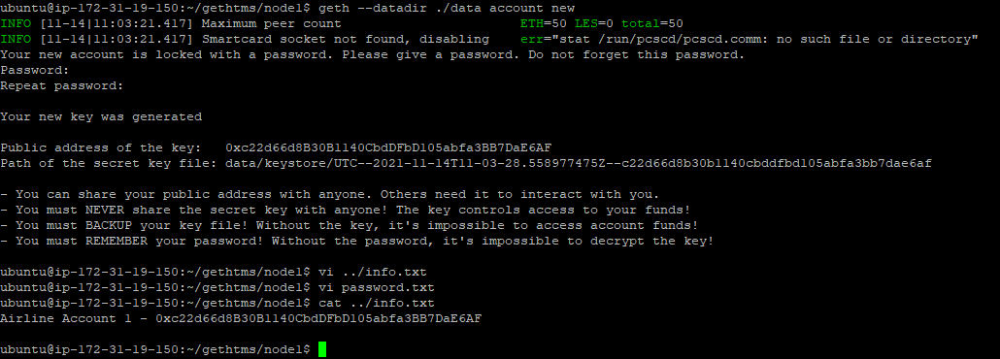 ubuntu@ip-172-31-19-150:~/gethtms/node1$ geth --datadir ./data account new
INFO [11-14|11:03:21.417] Maximum peer count                       ETH=50 LES=0 total=50
INFO [11-14|11:03:21.417] Smartcard socket not found, disabling    err="stat /run/pcscd/pcscd.comm: no such file or directory"
Your new account is locked with a password. Please give a password. Do not forget this password.
Password:
Repeat password:

Your new key was generated

Public address of the key:   0xc22d66d8B30B1140CbdDFbD105abfa3BB7DaE6AF
Path of the secret key file: data/keystore/UTC--2021-11-14T11-03-28.558977475Z--c22d66d8b30b1140cbddfbd105abfa3bb7dae6af

- You can share your public address with anyone. Others need it to interact with you.
- You must NEVER share the secret key with anyone! The key controls access to your funds!
- You must BACKUP your key file! Without the key, it's impossible to access account funds!
- You must REMEMBER your password! Without the password, it's impossible to decrypt the key!

ubuntu@ip-172-31-19-150:~/gethtms/node1$ vi ../info.txt
ubuntu@ip-172-31-19-150:~/gethtms/node1$ vi password.txt
ubuntu@ip-172-31-19-150:~/gethtms/node1$ cat ../info.txt
Airline Account 1 - 0xc22d66d8B30B1140CbdDFbD105abfa3BB7DaE6AF

ubuntu@ip-172-31-19-150:~/gethtms/node1$